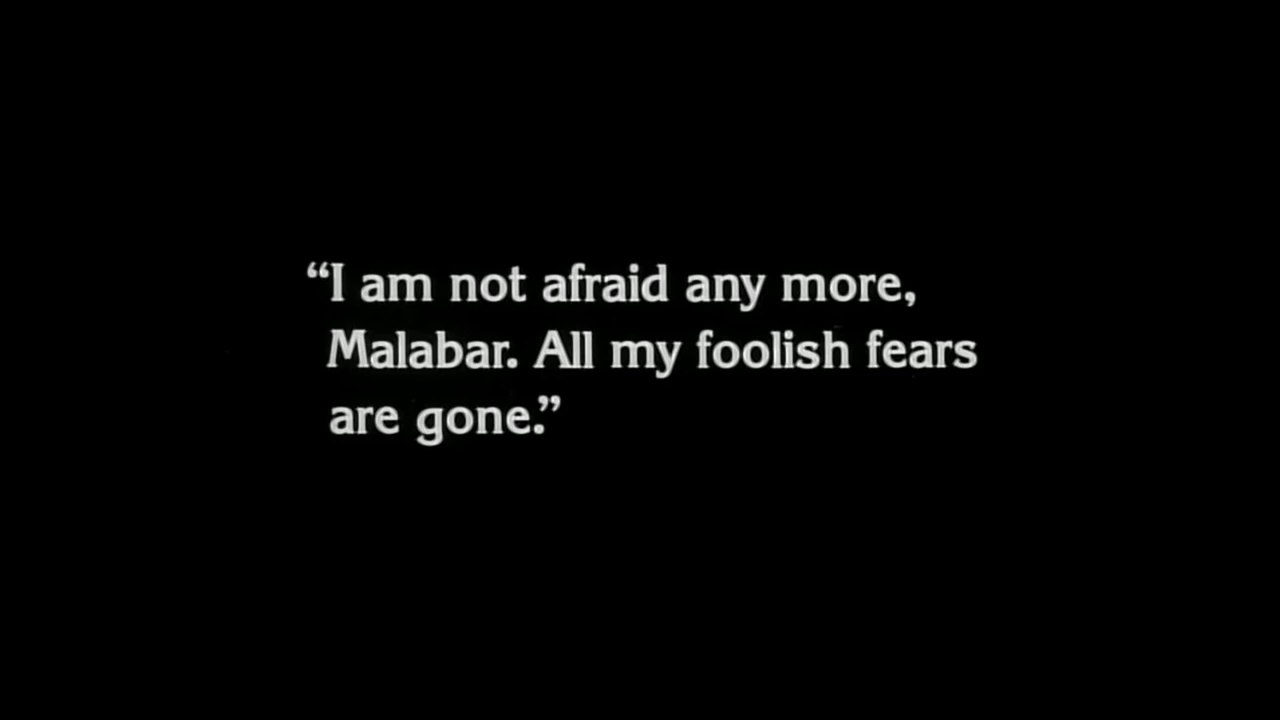 “I am not afraid any more,
Malabar. All my foolish fears
are gone.”